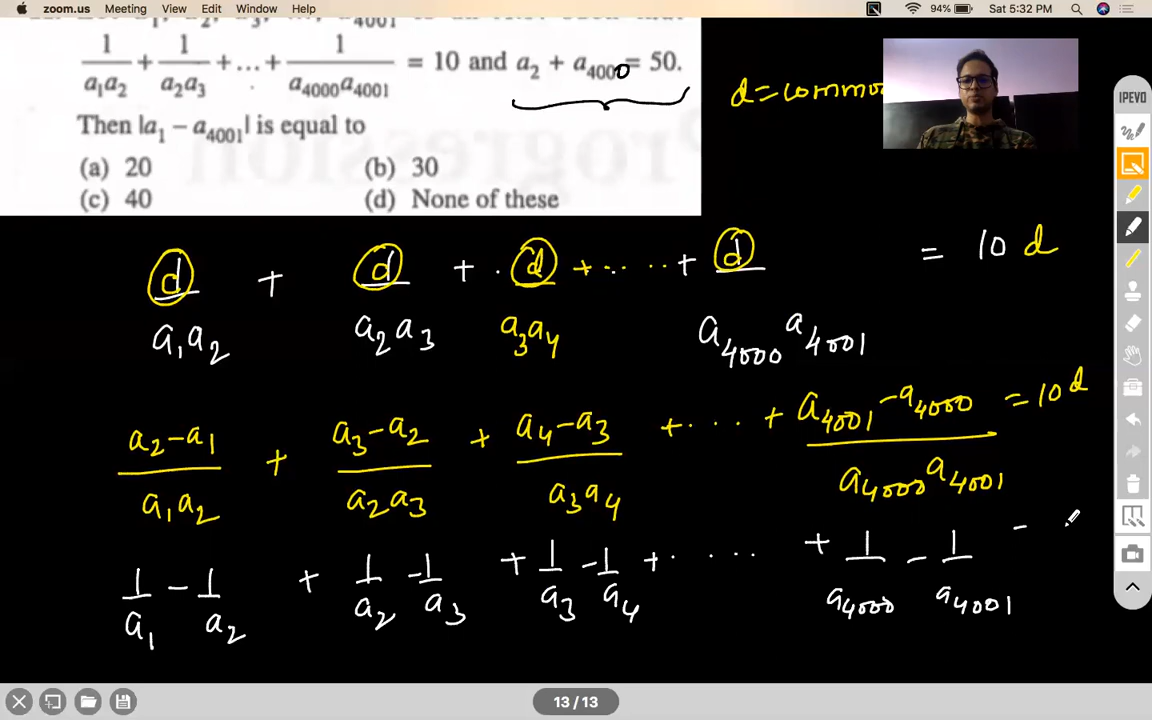 zoom.us Meeting View Edit Window Help 94% Sat 5:32 PM
1/(a₁a₂) + 1/(a₂a₃) + ... + 1/(a₄₀₀₀a₄₀₀₁) = 10 and a₂ + a₄₀₀₀ = 50.
d = common
IPEVO
Then |a₁ − a₄₀₀₁| is equal to
(a) 20 (b) 30
(c) 40 (d) None of these
d/(a₁a₂) + d/(a₂a₃) + d/(a₃a₄) + ... + d/(a₄₀₀₀a₄₀₀₁) = 10 d
(a₂−a₁)/(a₁a₂) + (a₃−a₂)/(a₂a₃) + (a₄−a₃)/(a₃a₄) + ... + (a₄₀₀₁−a₄₀₀₀)/(a₄₀₀₀a₄₀₀₁) = 10d
1/a₁ − 1/a₂ + 1/a₂ − 1/a₃ + 1/a₃ − 1/a₄ + ... + 1/a₄₀₀₀ − 1/a₄₀₀₁ −
13 / 13